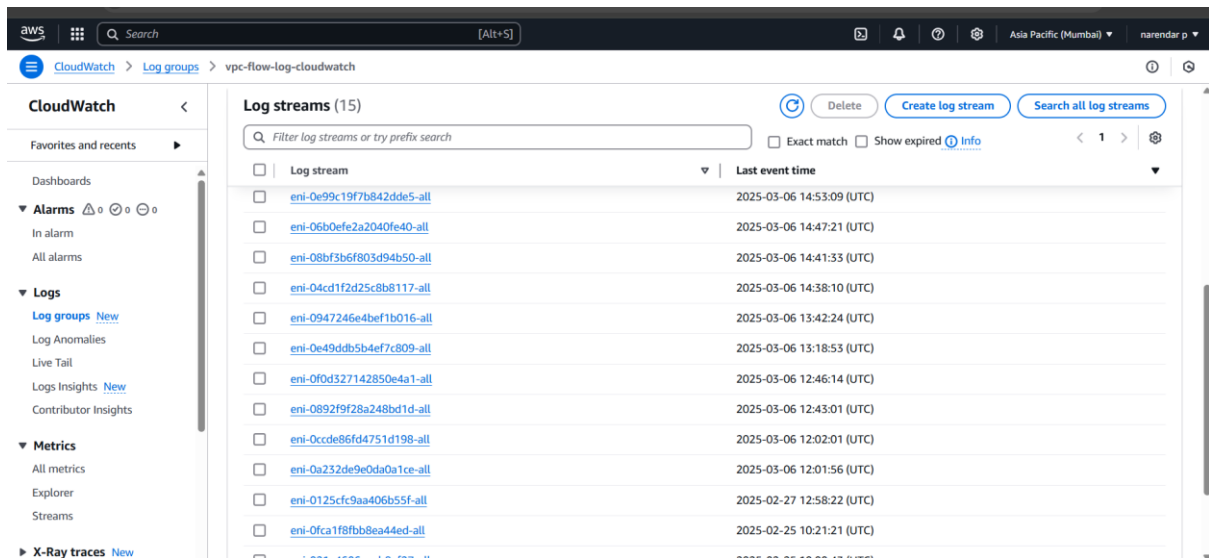 aws Search [Alt+S] Asia Pacific (Mumbai) narendar p
CloudWatch > Log groups > vpc-flow-log-cloudwatch
CloudWatch
Favorites and recents
Dashboards
Alarms 0 0 0
In alarm
All alarms
Logs
Log groups New
Log Anomalies
Live Tail
Logs Insights New
Contributor Insights
Metrics
All metrics
Explorer
Streams
X-Ray traces New
Log streams (15) Delete Create log stream Search all log streams
Filter log streams or try prefix search Exact match Show expired Info 1
Log stream Last event time
eni-0e99c19f7b842dde5-all 2025-03-06 14:53:09 (UTC)
eni-06b0efe2a2040fe40-all 2025-03-06 14:47:21 (UTC)
eni-08bf3b6f803d94b50-all 2025-03-06 14:41:33 (UTC)
eni-04cd1f2d25c8b8117-all 2025-03-06 14:38:10 (UTC)
eni-0947246e4bef1b016-all 2025-03-06 13:42:24 (UTC)
eni-0e49ddb5b4ef7c809-all 2025-03-06 13:18:53 (UTC)
eni-0f0d327142850e4a1-all 2025-03-06 12:46:14 (UTC)
eni-0892f9f28a248bd1d-all 2025-03-06 12:43:01 (UTC)
eni-0ccde86fd4751d198-all 2025-03-06 12:02:01 (UTC)
eni-0a232de9e0da0a1ce-all 2025-03-06 12:01:56 (UTC)
eni-0125cfc9aa406b55f-all 2025-02-27 12:58:22 (UTC)
eni-0fca1f8fbb8ea44ed-all 2025-02-25 10:21:21 (UTC)